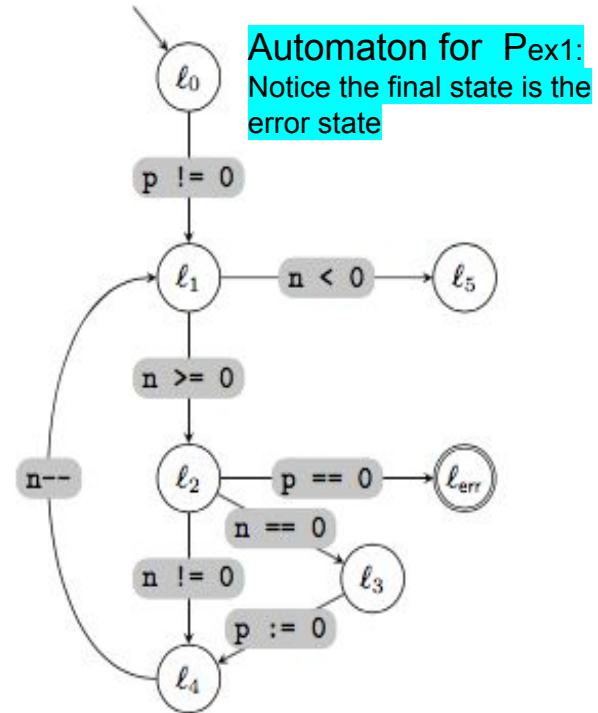 Automaton for Pex1:
Notice the final state is the
error state
ℓ0
p != 0
ℓ1
n < 0
ℓ5
n >= 0
n--
ℓ2
p == 0
ℓerr
n == 0
n != 0
ℓ3
p := 0
ℓ4